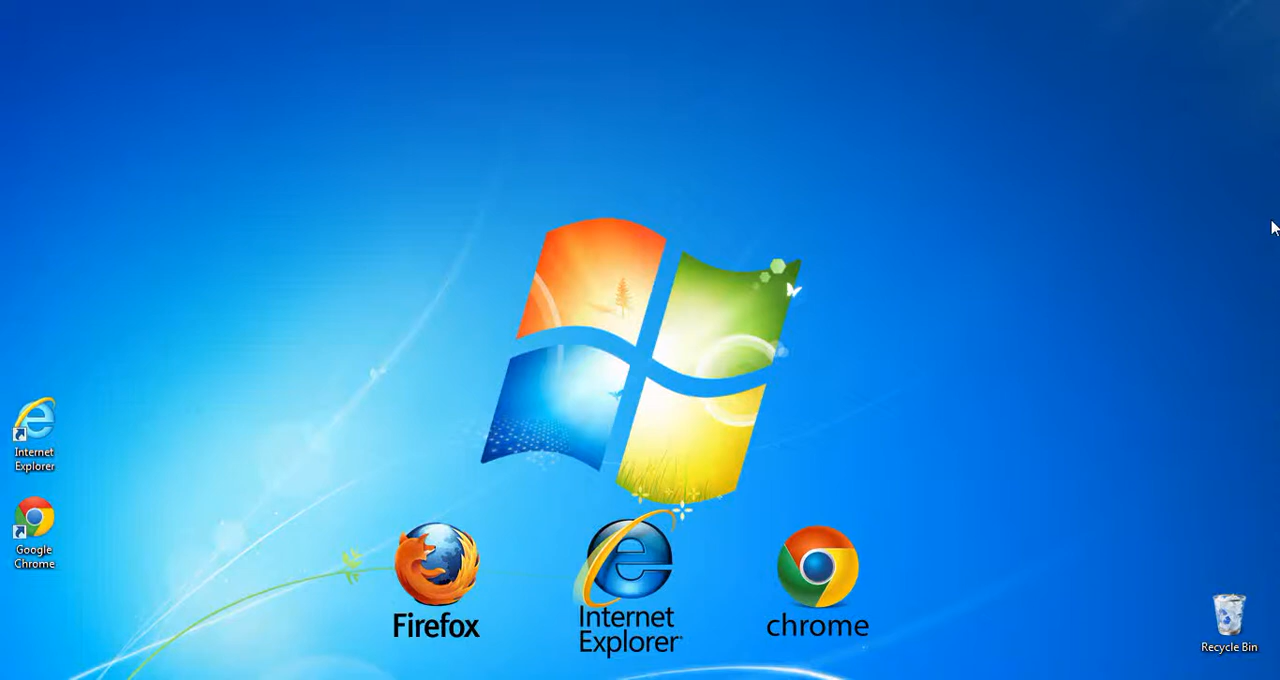 Internet
Explorer
Google
Chrome
Firefox
Internet
Explorer
chrome
Recycle Bin